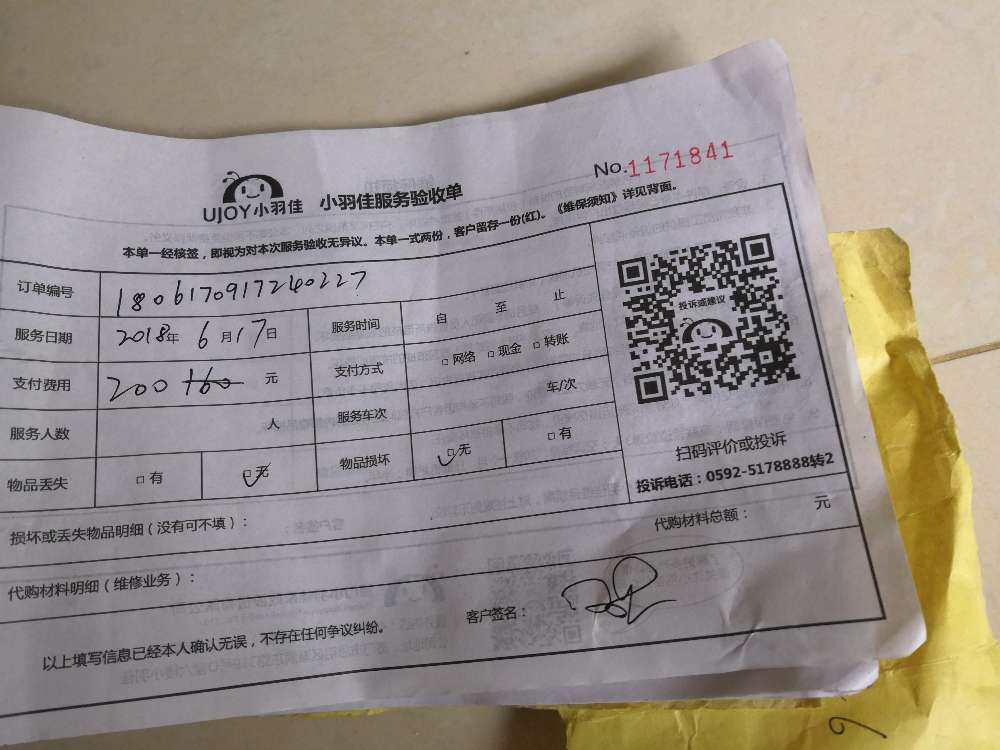 No.1171841
UJOY小羽佳 小羽佳服务验收单
本单一经核签，即视为对本次服务验收无异议。本单一式两份，客户留存一份(红)。《维保须知》详见背面。
订单编号 1806170917240227
服务日期 2018年 6月17日 服务时间 自 至 止
支付费用 200 160 元 支付方式 □网络 □现金 □转账
服务人数 人 服务车次 车/次
物品丢失 □有 □无 物品损坏 □无 □有
投诉或建议
扫码评价或投诉
投诉电话：0592-5178888转2
损坏或丢失物品明细（没有可不填）：
代购材料总额： 元
代购材料明细（维修业务）：
客户签名：
以上填写信息已经本人确认无误，不存在任何争议纠纷。